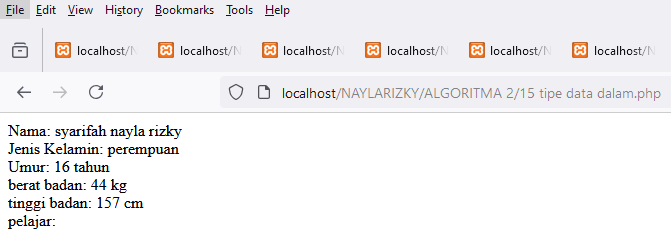 File Edit View History Bookmarks Tools Help
localhost/N localhost/N localhost/N localhost/N localhost/N localhost/N
localhost/NAYLARIZKY/ALGORITMA 2/15 tipe data dalam.php
Nama: syarifah nayla rizky
Jenis Kelamin: perempuan
Umur: 16 tahun
berat badan: 44 kg
tinggi badan: 157 cm
pelajar: